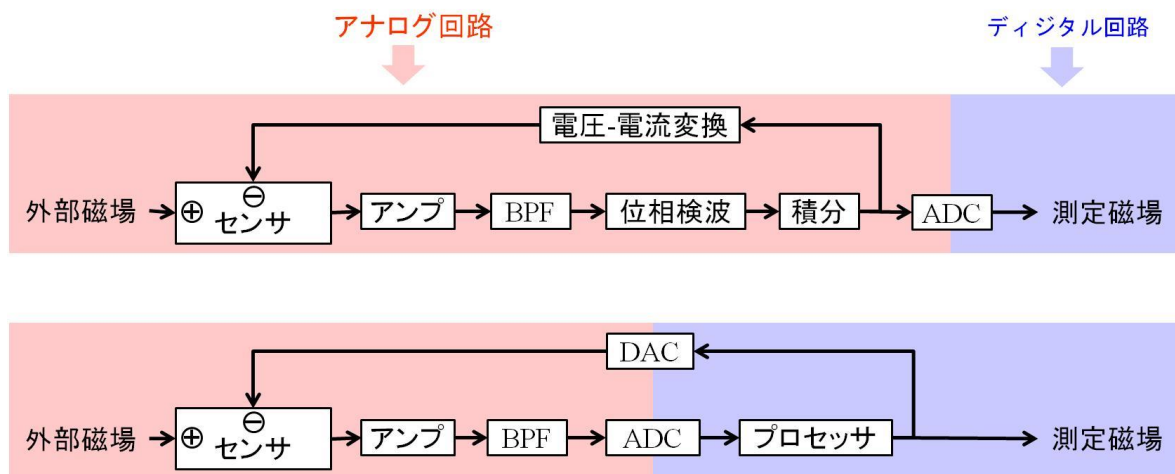 アナログ回路
ディジタル回路
電圧-電流変換
外部磁場
⊕
⊖
センサ
アンプ
BPF
位相検波
積分
ADC
測定磁場
DAC
外部磁場
⊕
⊖
センサ
アンプ
BPF
ADC
プロセッサ
測定磁場